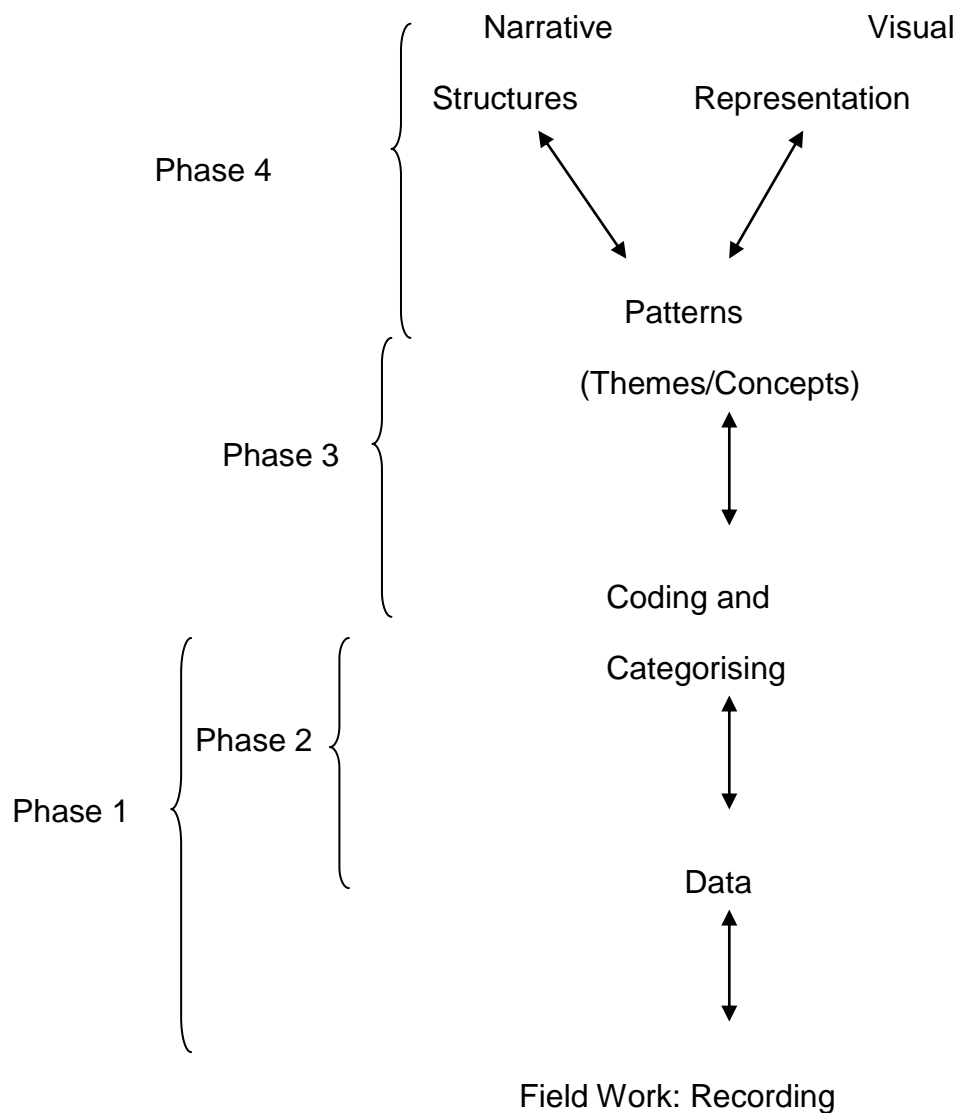 Narrative Visual
Structures Representation
Phase 4
Patterns
(Themes/Concepts)
Phase 3
Coding and
Categorising
Phase 2
Phase 1
Data
Field Work: Recording